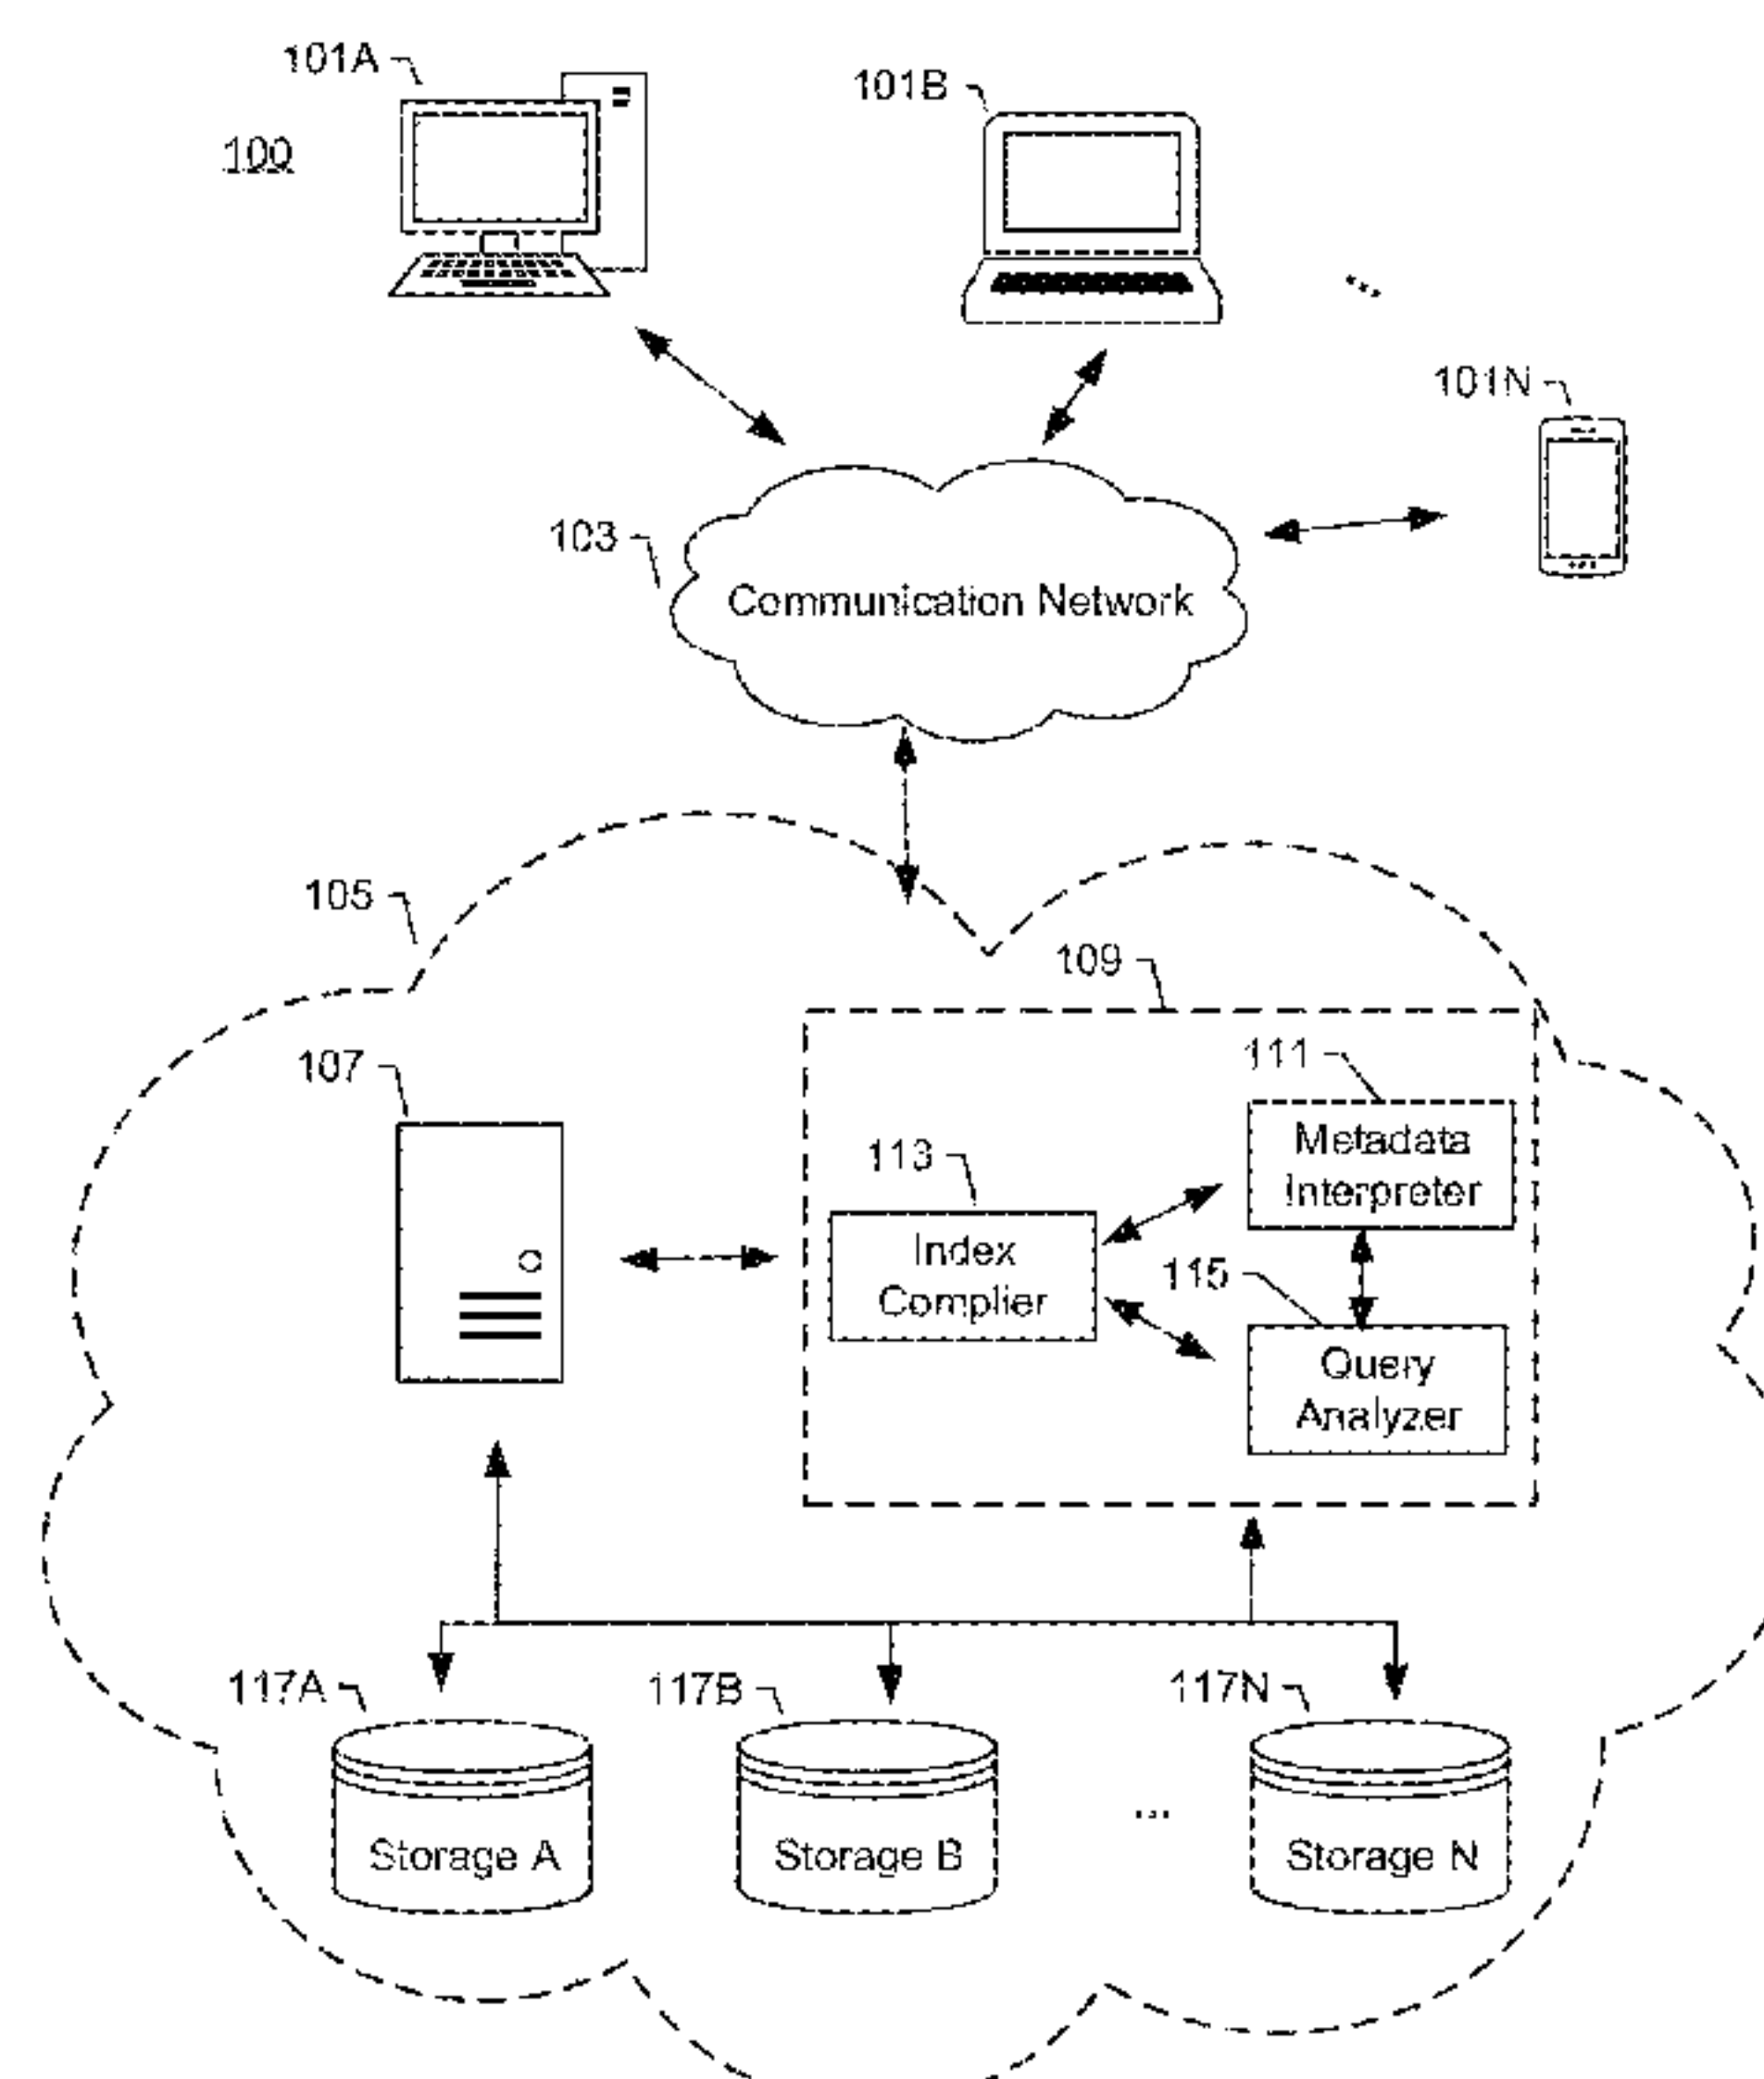 101A
101B
100
...
101N
103
Communication Network
105
109
107
111
Metadata
Interpreter
113
Index
Complier
115
Query
Analyzer
117A
117B
117N
Storage A
Storage B
...
Storage N